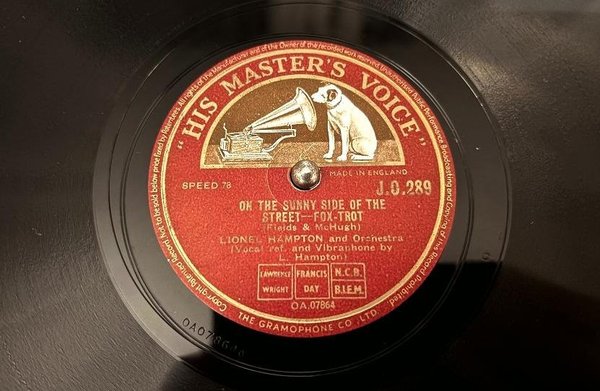 "HIS MASTER'S VOICE"
MADE IN ENGLAND
SPEED 78
J.O.289
ON THE SUNNY SIDE OF THE
STREET—FOX-TROT
(Fields & McHugh)
LIONEL HAMPTON and Orchestra
(Vocal ref. and Vibraphone by
L. Hampton)
LAWRENCE
WRIGHT
FRANCIS
DAY
N.C.B.
B.I.E.M.
OA.07864
THE GRAMOPHONE CO., LTD.